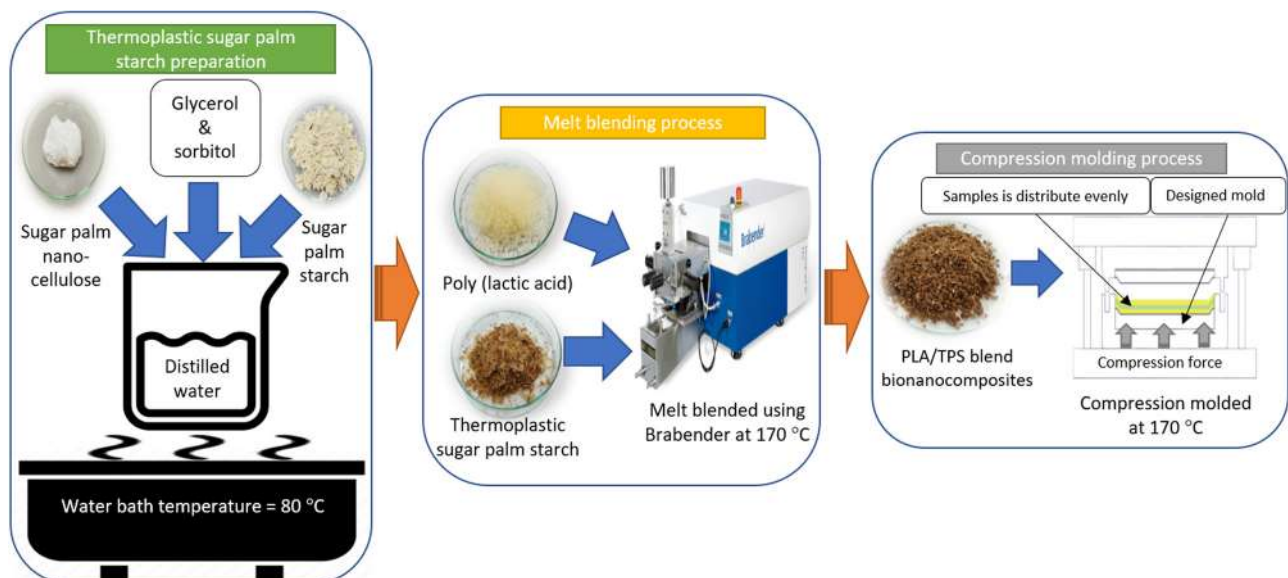 Thermoplastic sugar palm
starch preparation
Glycerol
&
sorbitol
Sugar palm
nano-
cellulose
Sugar
palm
starch
Distilled
water
Water bath temperature = 80 °C
Melt blending process
Poly (lactic acid)
Brabender
Thermoplastic
sugar palm starch
Melt blended using
Brabender at 170 °C
Compression molding process
Samples is distribute evenly
Designed mold
PLA/TPS blend
bionanocomposites
Compression force
Compression molded
at 170 °C